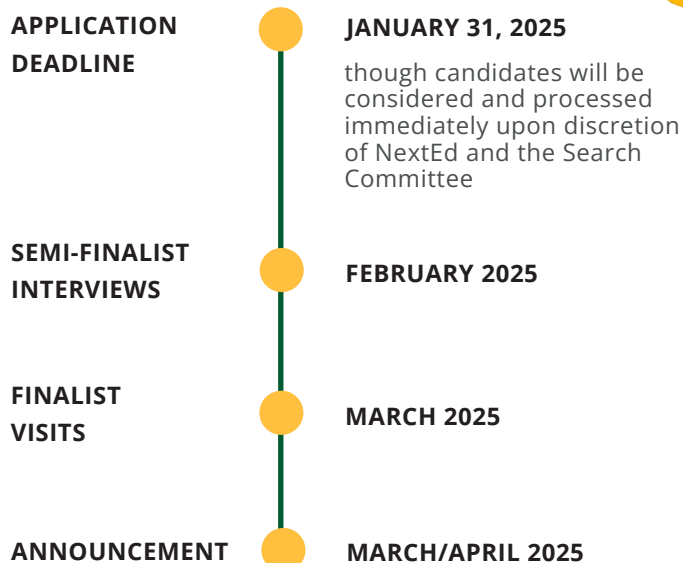 APPLICATION
DEADLINE
JANUARY 31, 2025
though candidates will be
considered and processed
immediately upon discretion
of NextEd and the Search
Committee
SEMI-FINALIST
INTERVIEWS
FEBRUARY 2025
FINALIST
VISITS
MARCH 2025
ANNOUNCEMENT
MARCH/APRIL 2025